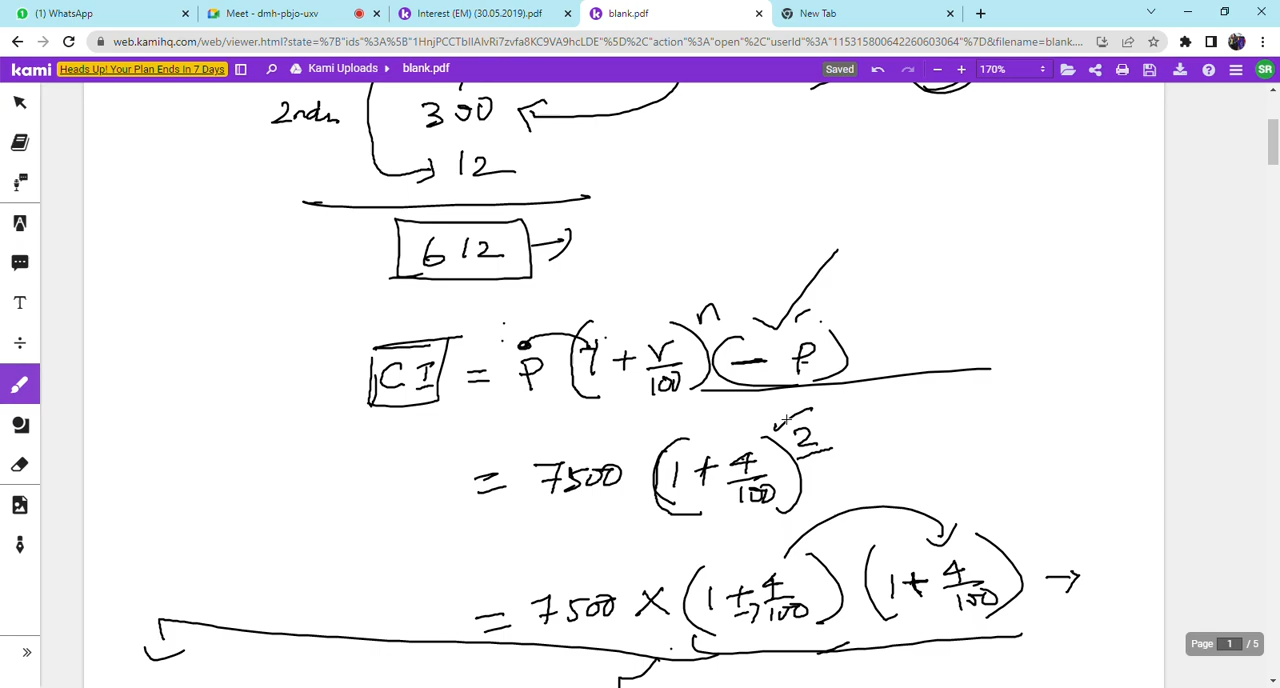 (1) WhatsApp
Meet - dmh-pbjo-uxv
Interest (EM) (30.05.2019).pdf
blank.pdf
New Tab
web.kamihq.com/web/viewer.html?state=%7B"ids"%3A%5B"1HnjPCCTbIIAlvRi7zvfa8KC9VA9hcLDE"%5D%2C"action"%3A"open"%2C"userId"%3A"115315800642260603064"%7D&filename=blank....
kami
Heads Up! Your Plan Ends In 7 Days
Kami Uploads
blank.pdf
Saved
170%
SR
300
2nd
12
612
CI = P (1 + r/100)^n - P
= 7500 (1 + 4/100)^2
= 7500 × (1 + 4/100) (1 + 4/100) →
Page 1 / 5